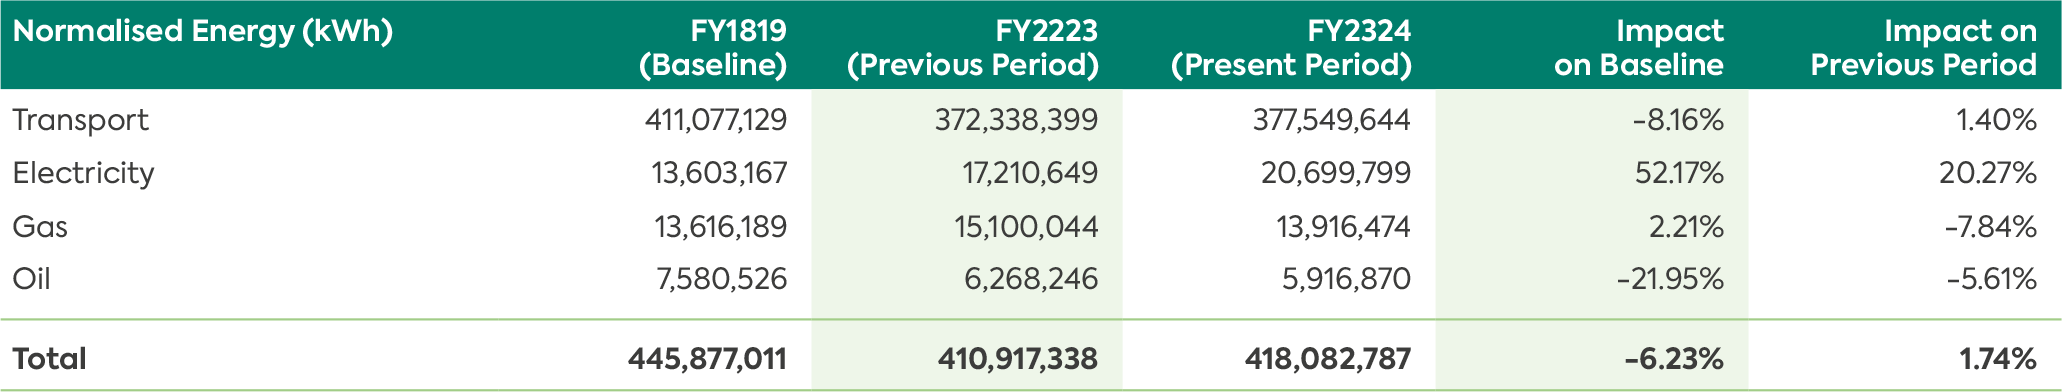 Normalised Energy (kWh) FY1819 FY2223 FY2324 Impact Impact on
(Baseline) (Previous Period) (Present Period) on Baseline Previous Period
Transport 411,077,129 372,338,399 377,549,644 -8.16% 1.40%
Electricity 13,603,167 17,210,649 20,699,799 52.17% 20.27%
Gas 13,616,189 15,100,044 13,916,474 2.21% -7.84%
Oil 7,580,526 6,268,246 5,916,870 -21.95% -5.61%
Total 445,877,011 410,917,338 418,082,787 -6.23% 1.74%